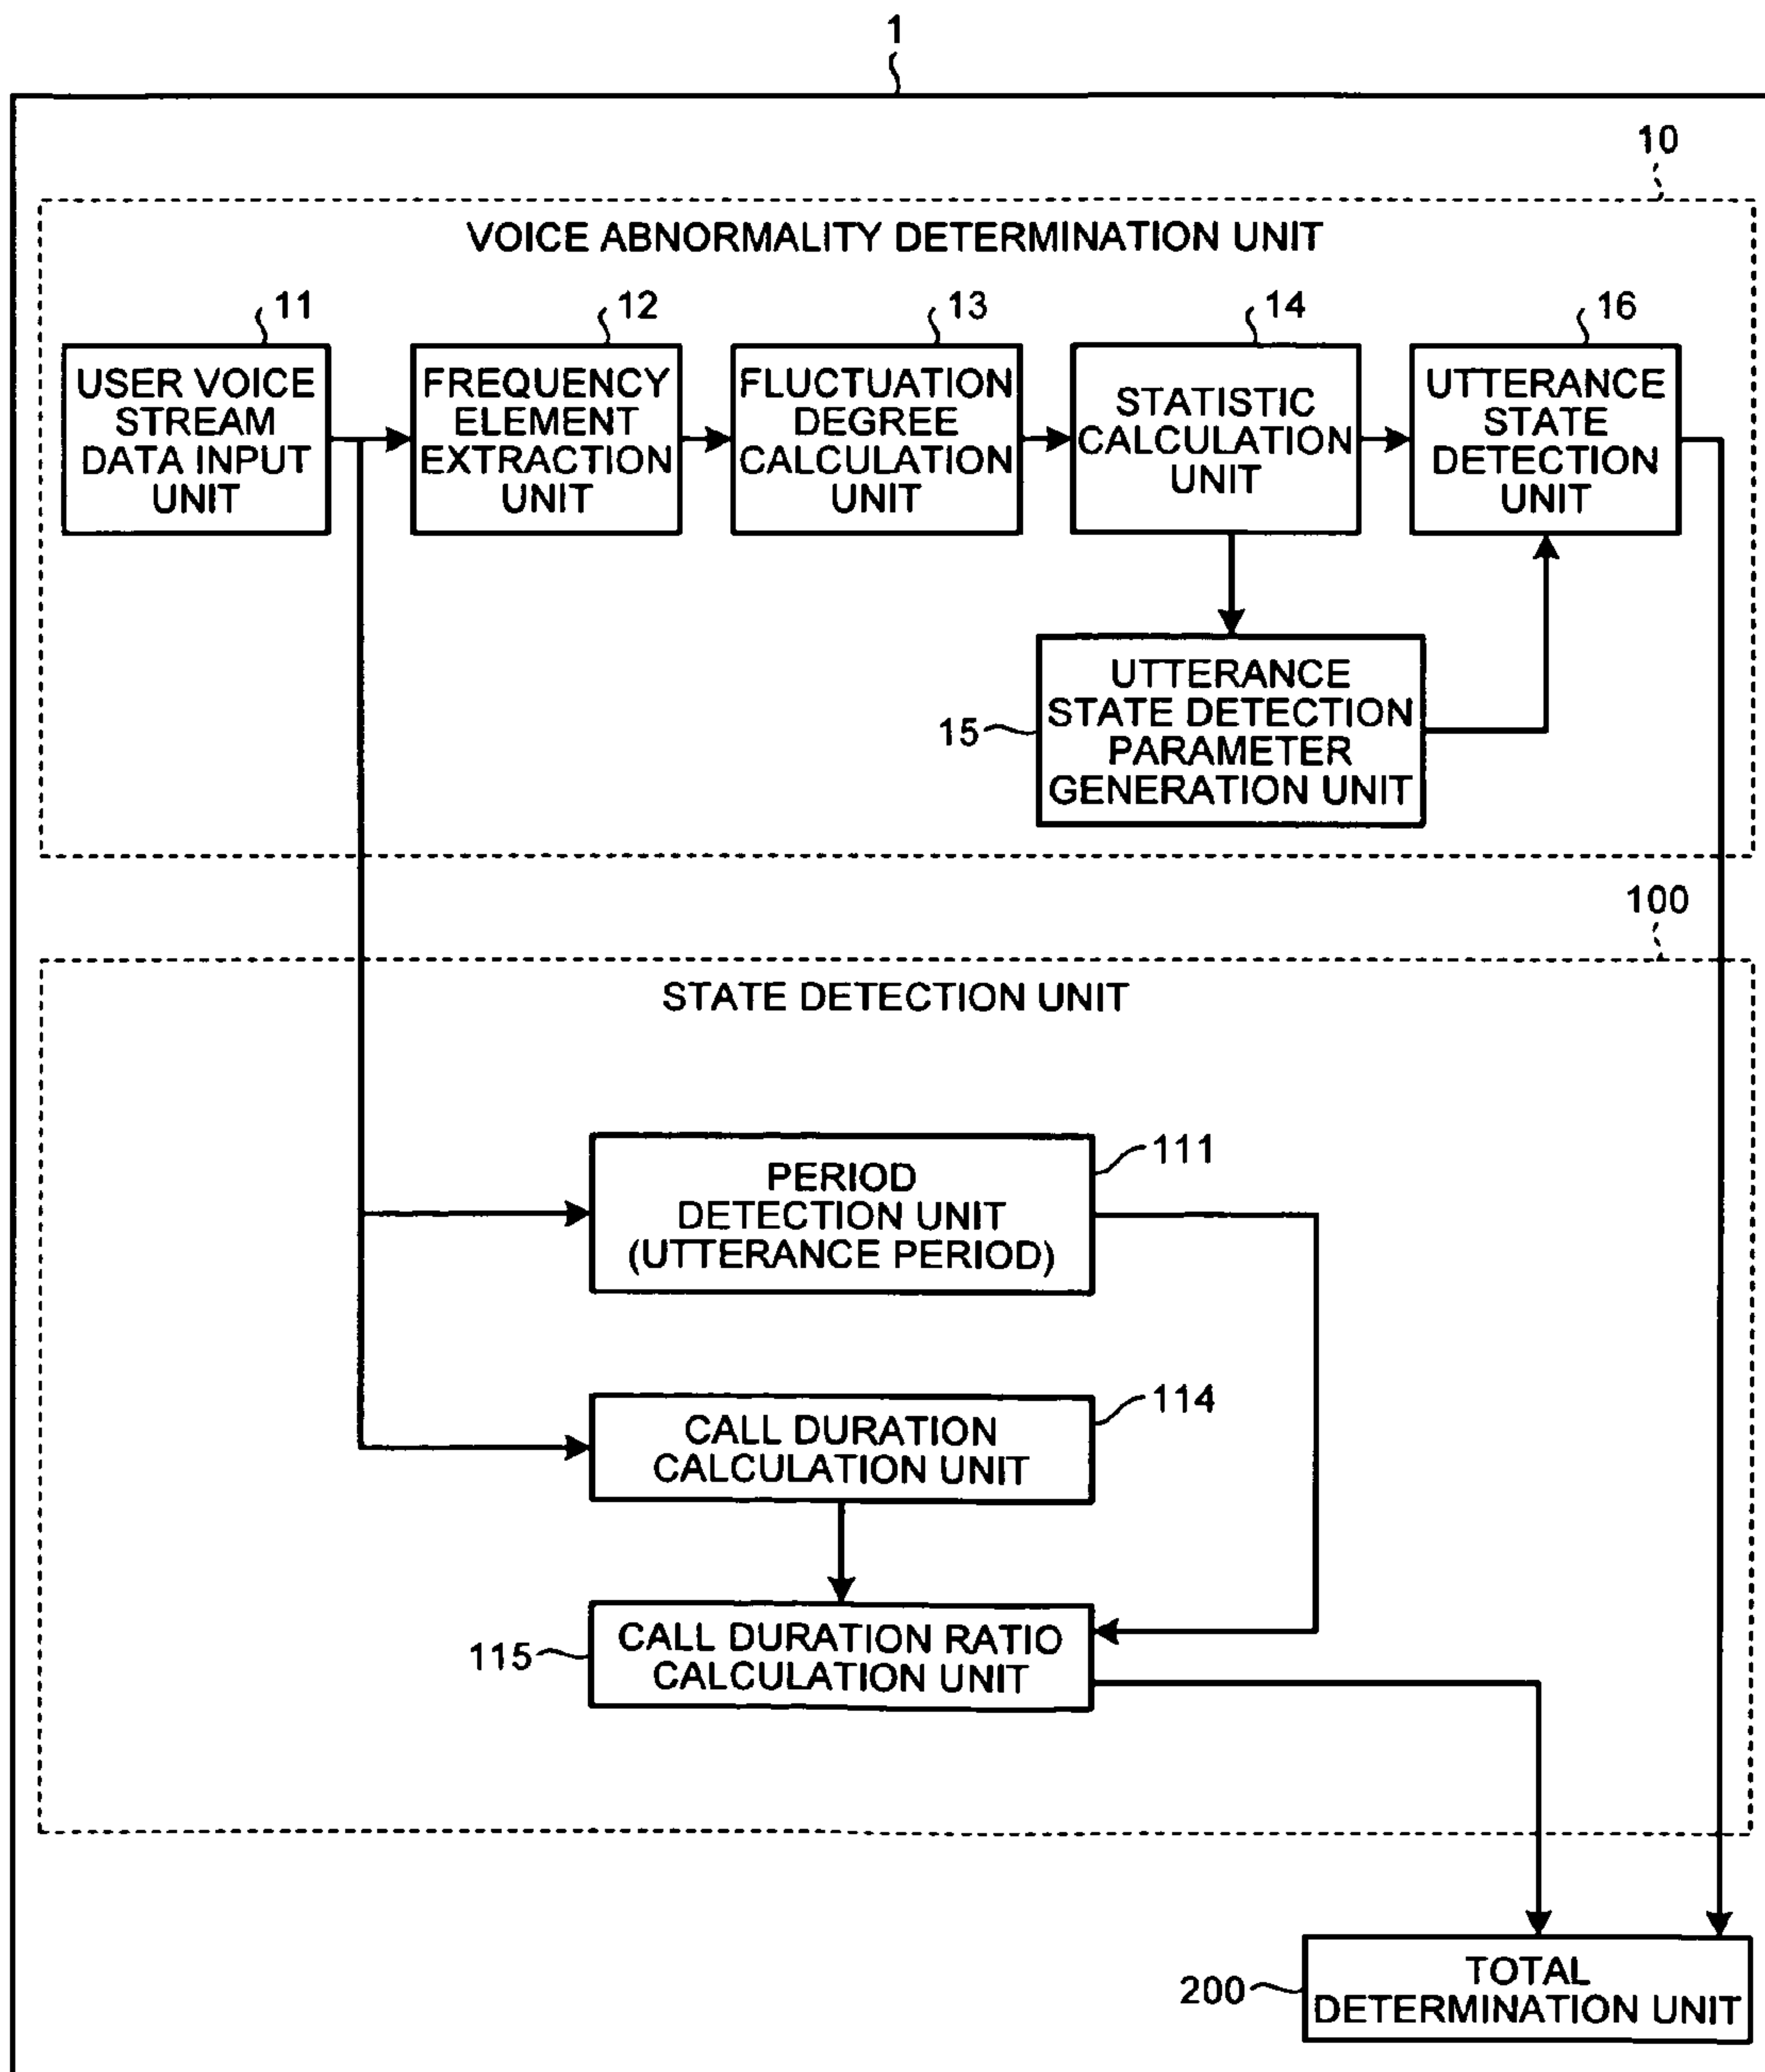 1
10
VOICE ABNORMALITY DETERMINATION UNIT
11
12
13
14
16
USER VOICE
STREAM
DATA INPUT
UNIT
FREQUENCY
ELEMENT
EXTRACTION
UNIT
FLUCTUATION
DEGREE
CALCULATION
UNIT
STATISTIC
CALCULATION
UNIT
UTTERANCE
STATE
DETECTION
UNIT
15
UTTERANCE
STATE DETECTION
PARAMETER
GENERATION UNIT
100
STATE DETECTION UNIT
111
PERIOD
DETECTION UNIT
(UTTERANCE PERIOD)
114
CALL DURATION
CALCULATION UNIT
115
CALL DURATION RATIO
CALCULATION UNIT
200
TOTAL
DETERMINATION UNIT